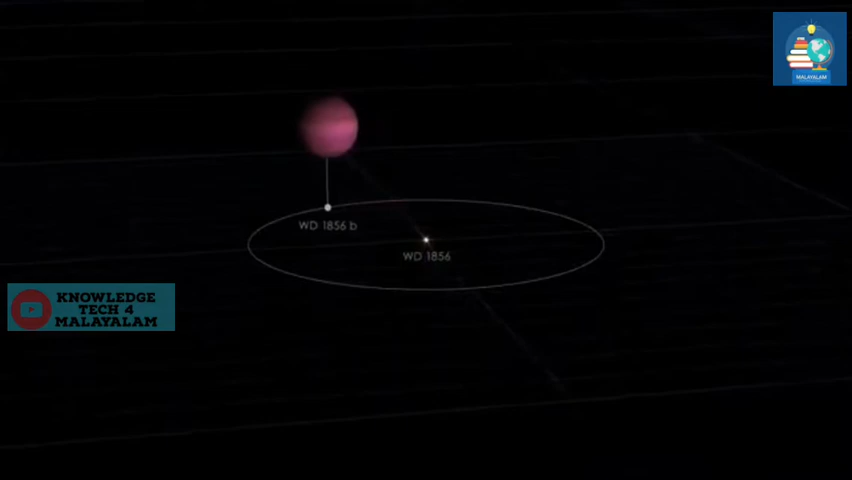 MALAYALAM
WD 1856 b
WD 1856
KNOWLEDGE
TECH 4
MALAYALAM